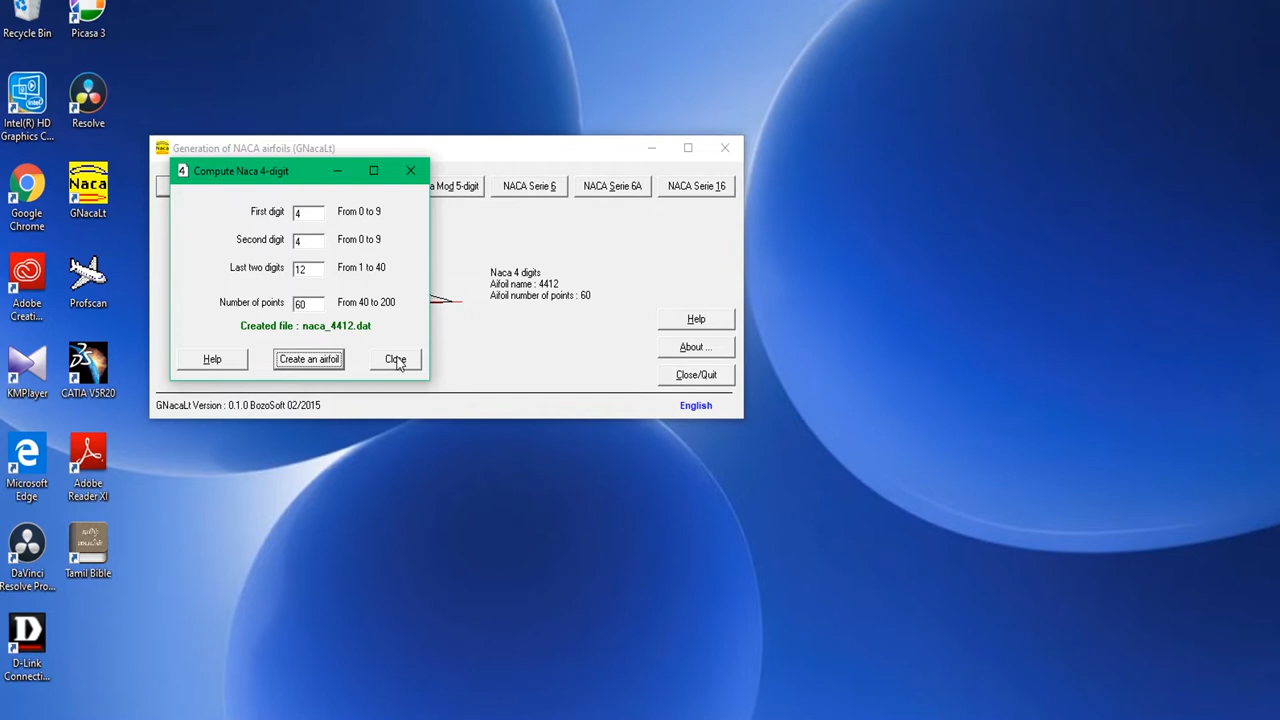 Recycle Bin
Picasa 3
Intel(R) HD
Graphics C...
Resolve
Google
Chrome
Naca
GNacaLt
Adobe
Creati...
Profscan
KMPlayer
CATIA V5R20
Microsoft
Edge
Adobe
Reader XI
DaVinci
Resolve Pro...
Tamil Bible
D-Link
Connecti...
Naca
Generation of NACA airfoils (GNacaLt)
a Mod 5-digit
NACA Serie 6
NACA Serie 6A
NACA Serie 16
4 Compute Naca 4-digit
First digit 4 From 0 to 9
Second digit 4 From 0 to 9
Last two digits 12 From 1 to 40
Number of points 60 From 40 to 200
Created file : naca_4412.dat
Help
Create an airfoil
Close
Naca 4 digits
Aifoil name : 4412
Aifoil number of points : 60
Help
About ...
Close/Quit
GNacaLt Version : 0.1.0 BozoSoft 02/2015
English